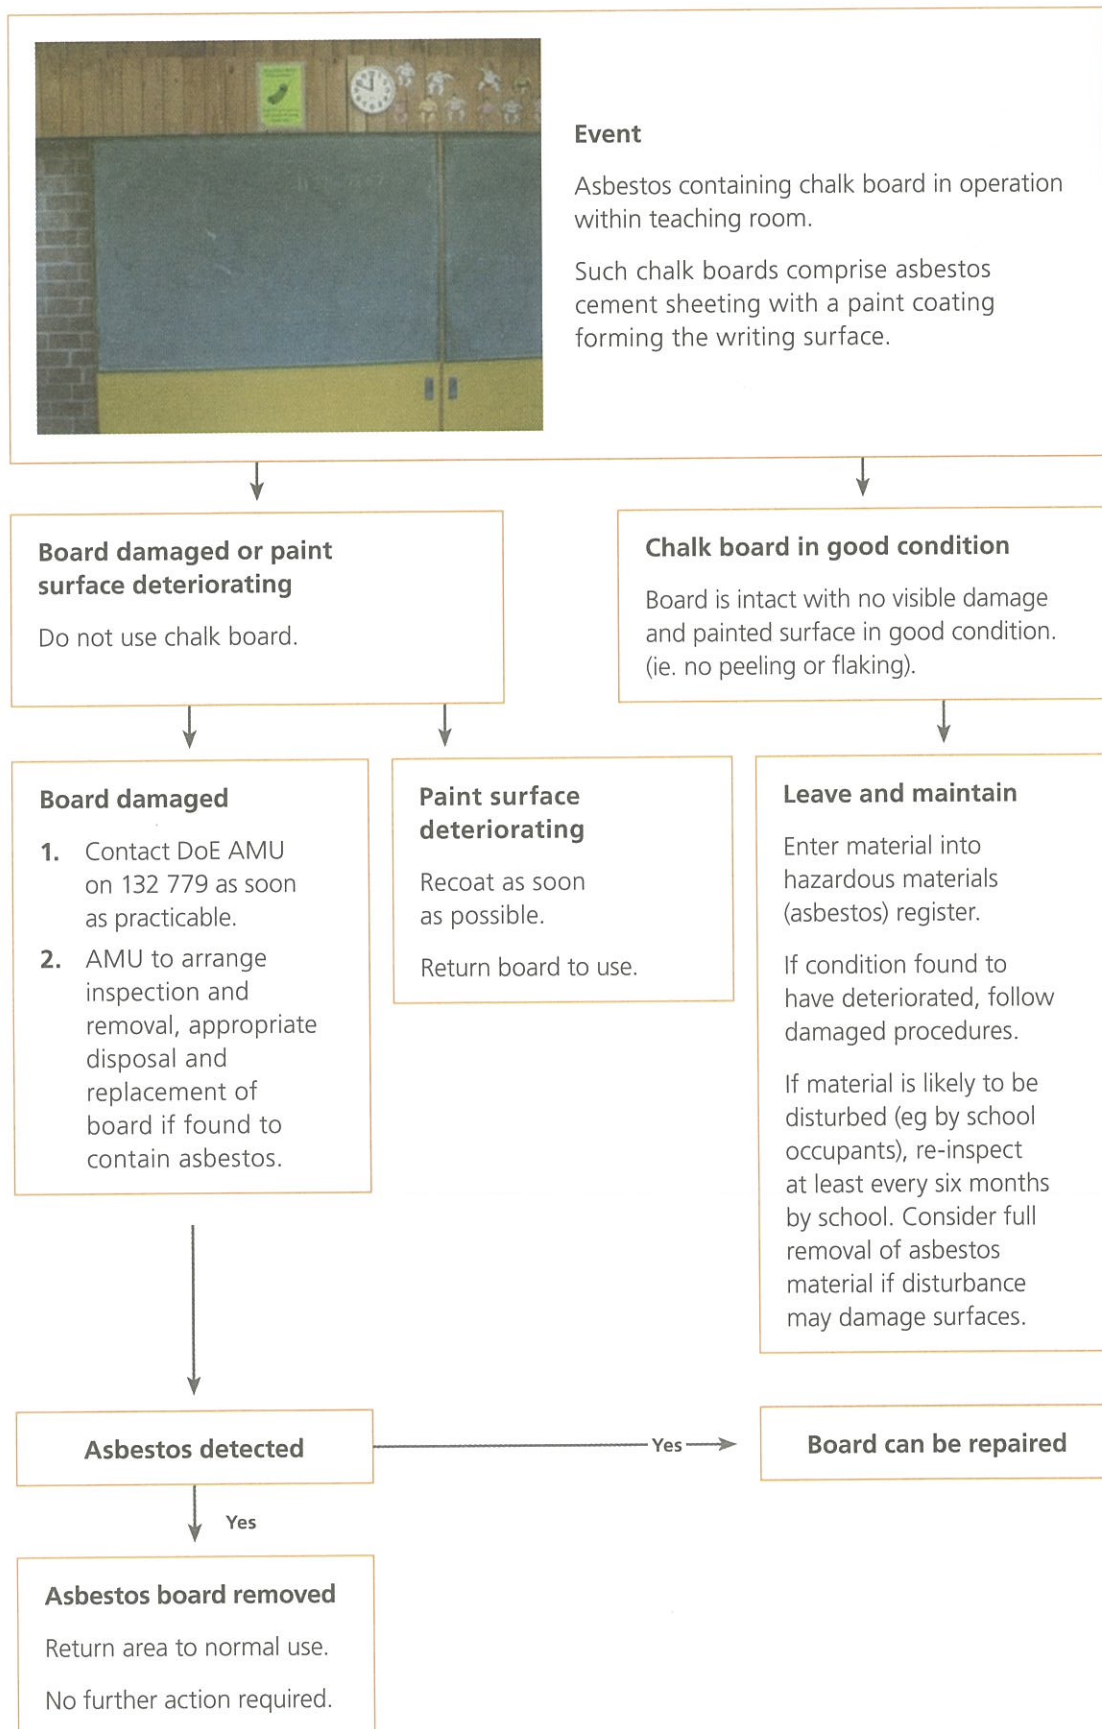 Event
Asbestos containing chalk board in operation
within teaching room.
Such chalk boards comprise asbestos
cement sheeting with a paint coating
forming the writing surface.
Board damaged or paint
surface deteriorating
Do not use chalk board.
Chalk board in good condition
Board is intact with no visible damage
and painted surface in good condition.
(ie. no peeling or flaking).
Board damaged
1. Contact DoE AMU
on 132 779 as soon
as practicable.
2. AMU to arrange
inspection and
removal, appropriate
disposal and
replacement of
board if found to
contain asbestos.
Paint surface
deteriorating
Recoat as soon
as possible.
Return board to use.
Leave and maintain
Enter material into
hazardous materials
(asbestos) register.
If condition found to
have deteriorated, follow
damaged procedures.
If material is likely to be
disturbed (eg by school
occupants), re-inspect
at least every six months
by school. Consider full
removal of asbestos
material if disturbance
may damage surfaces.
Asbestos detected
Yes
Board can be repaired
Yes
Asbestos board removed
Return area to normal use.
No further action required.